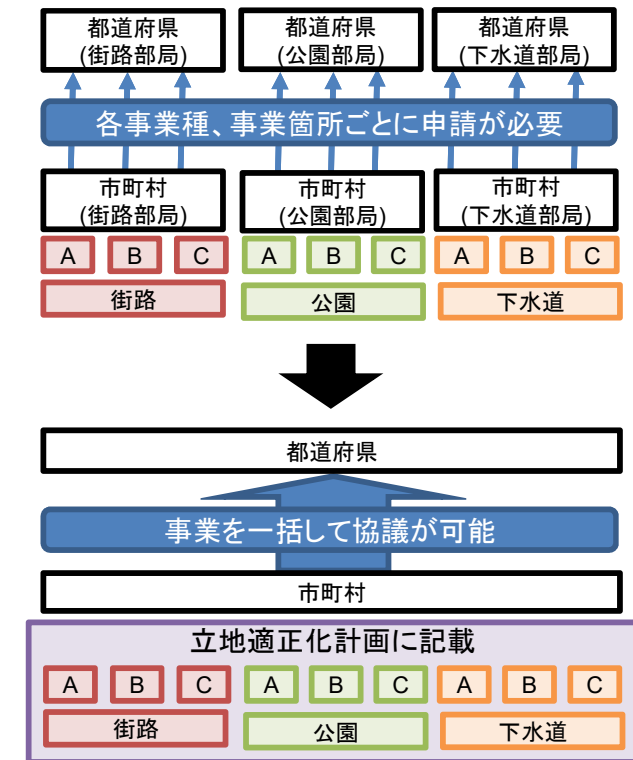 都道府県
(街路部局)
都道府県
(公園部局)
都道府県
(下水道部局)
各事業種、事業箇所ごとに申請が必要
市町村
(街路部局)
市町村
(公園部局)
市町村
(下水道部局)
A B C A B C A B C
街路 公園 下水道
都道府県
事業を一括して協議が可能
市町村
立地適正化計画に記載
A B C A B C A B C
街路 公園 下水道